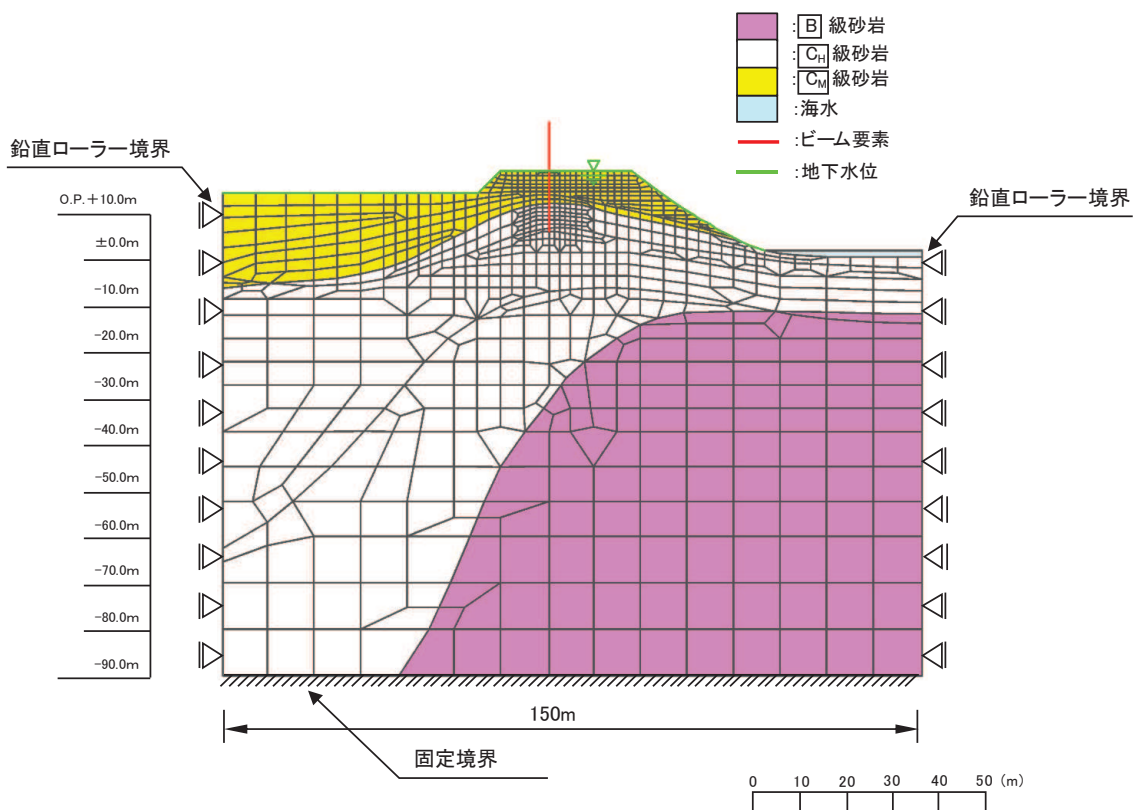 :B 級砂岩
:CH 級砂岩
:CM 級砂岩
:海水
:ビーム要素
:地下水位
鉛直ローラー境界
鉛直ローラー境界
O.P.+10.0m
±0.0m
-10.0m
-20.0m
-30.0m
-40.0m
-50.0m
-60.0m
-70.0m
-80.0m
-90.0m
150m
固定境界
0 10 20 30 40 50 (m)